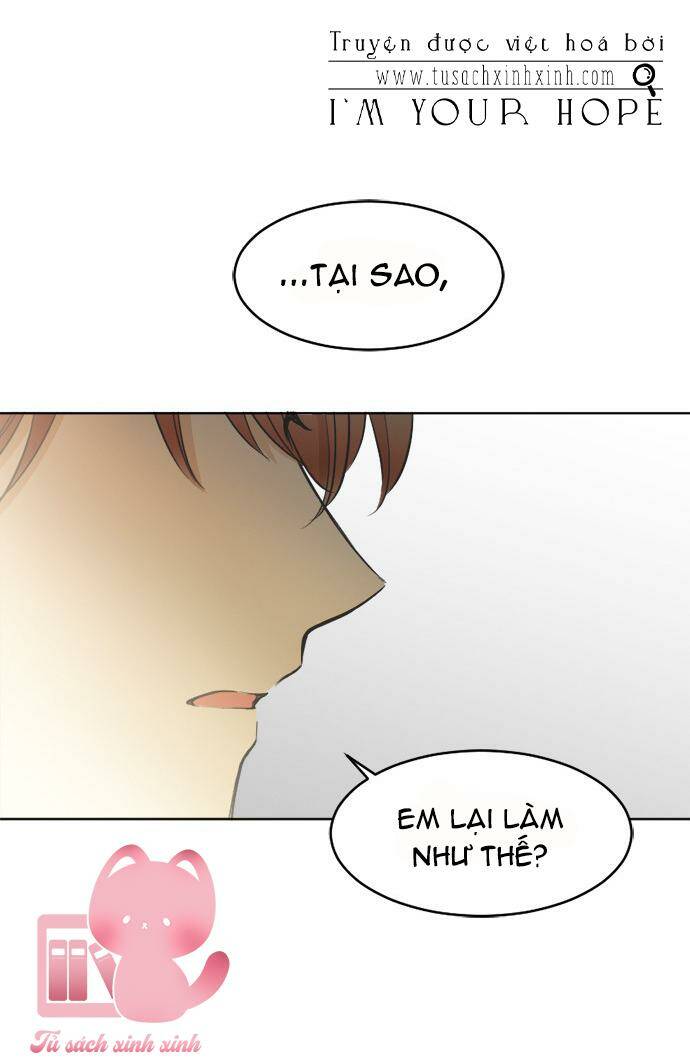 Truyện được việt hoá bởi
www.tusachxinhxinh.com
I'M YOUR HOPE
...TẠI SAO,
EM LẠI LÀM
NHƯ THẾ?
Tủ sách xinh xinh